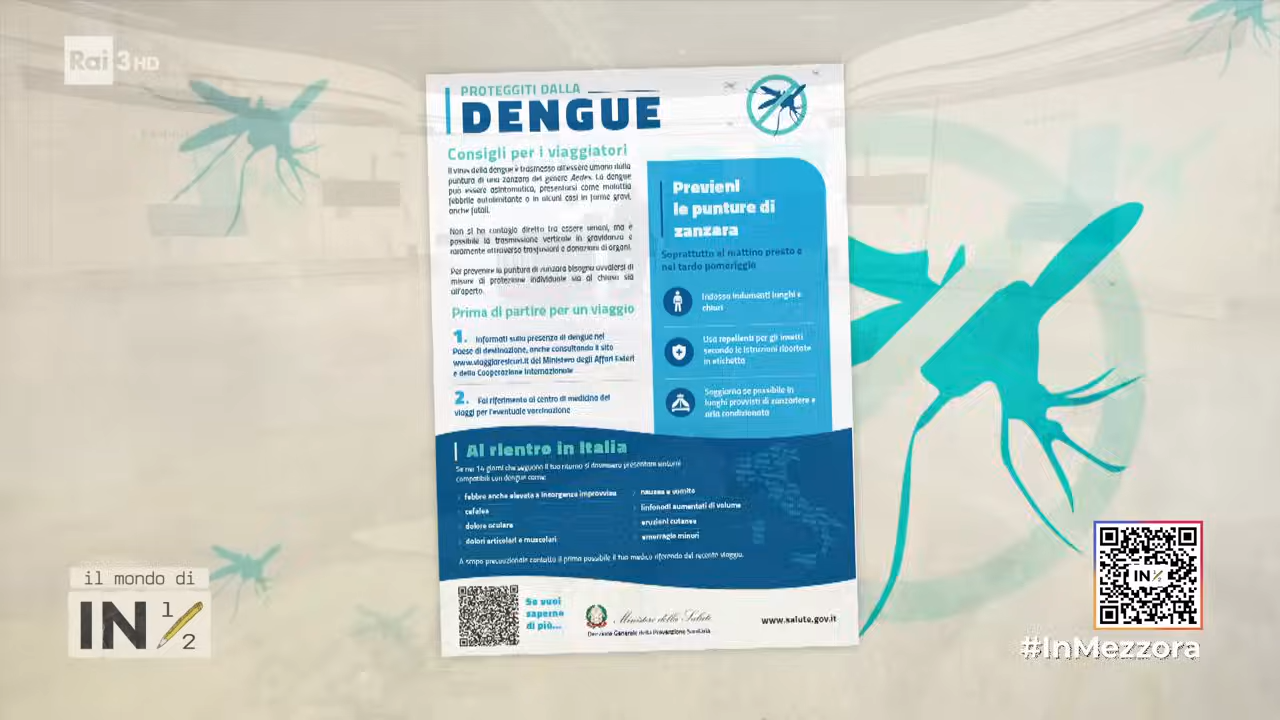 Rai 3HD
PROTEGGITI DALLA
DENGUE
Consigli per i viaggiatori
Il virus della dengue è trasmesso all'essere umano dalla
puntura di una zanzara del genere Aedes. La dengue
può essere asintomatica, presentarsi come malattia
febbrile autolimitante o in alcuni casi in forme gravi,
anche fatali.
Non si ha contagio diretto tra essere umani, ma è
possibile la trasmissione verticale in gravidanza e
raramente attraverso trasfusioni e donazioni di organi.
Per prevenire la puntura di zanzara bisogna avvalersi di
misure di protezione individuale sia al chiuso sia
all'aperto.
Prima di partire per un viaggio
1. Informati sulla presenza di dengue nel
Paese di destinazione, anche consultando il sito
www.viaggiaresicuri.it del Ministero degli Affari Esteri
e della Cooperazione Internazionale
2. Fai riferimento al centro di medicina dei
viaggi per l'eventuale vaccinazione
Previeni
le punture di
zanzara
Soprattutto al mattino presto e
nel tardo pomeriggio
Indossa indumenti lunghi e
chiari
Usa repellenti per gli insetti
secondo le istruzioni riportate
in etichetta
Soggiorna se possibile in
luoghi provvisti di zanzariere e
aria condizionata
Al rientro in Italia
Se nei 14 giorni che seguono il tuo ritorno si dovessero presentare sintomi
compatibili con dengue come:
febbre anche elevata a insorgenza improvvisa
cefalea
dolore oculare
dolori articolari e muscolari
nausea e vomito
linfonodi aumentati di volume
eruzioni cutanee
emorragie minori
A scopo precauzionale contatta il prima possibile il tuo medico riferendo del recente viaggio.
Se vuoi
saperne
di più...
Ministero della Salute
Direzione Generale della Prevenzione Sanitaria
www.salute.gov.it
il mondo di
IN 1/2
IN½
#InMezzora